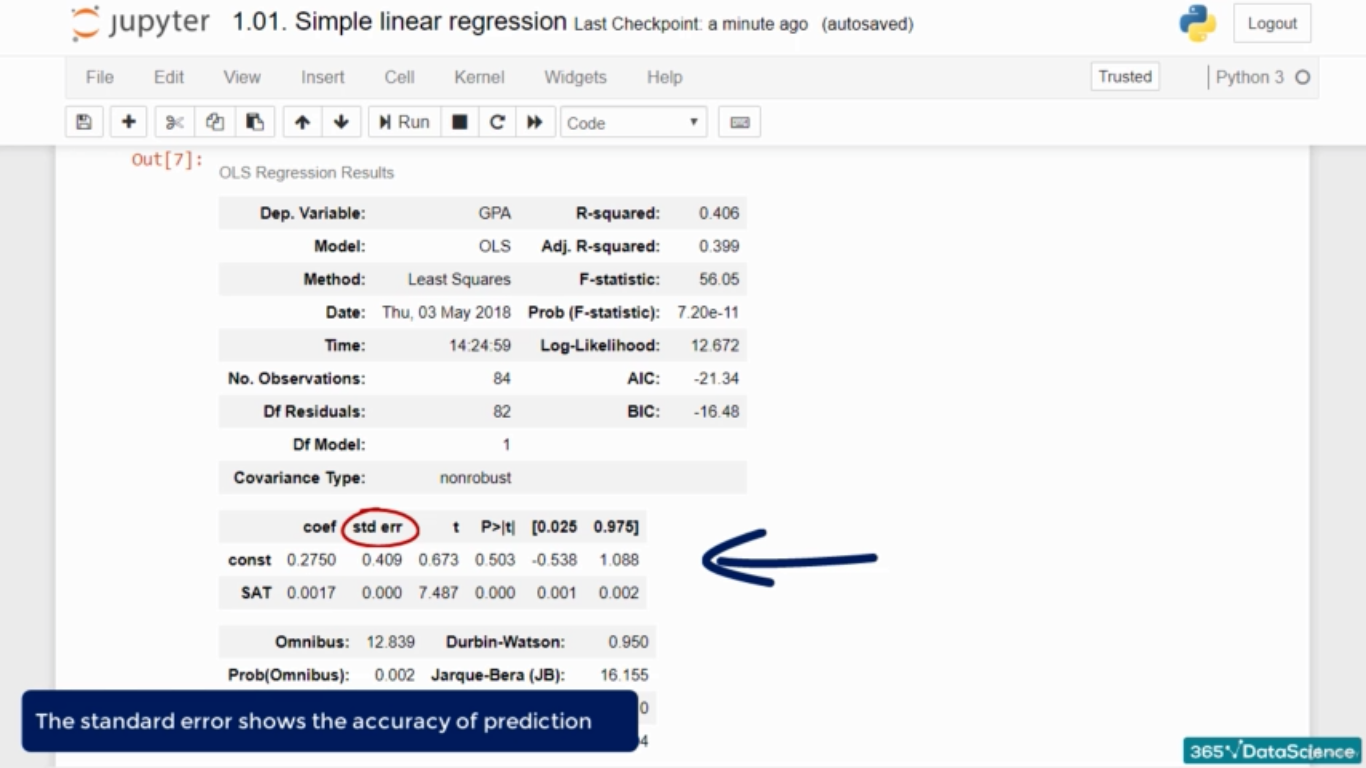 jupyter 1.01. Simple linear regression Last Checkpoint: a minute ago (autosaved)
Logout
File Edit View Insert Cell Kernel Widgets Help
Trusted
Python 3
Run
Code
Out[7]:
OLS Regression Results
Dep. Variable: GPA R-squared: 0.406
Model: OLS Adj. R-squared: 0.399
Method: Least Squares F-statistic: 56.05
Date: Thu, 03 May 2018 Prob (F-statistic): 7.20e-11
Time: 14:24:59 Log-Likelihood: 12.672
No. Observations: 84 AIC: -21.34
Df Residuals: 82 BIC: -16.48
Df Model: 1
Covariance Type: nonrobust
coef std err t P>|t| [0.025 0.975]
const 0.2750 0.409 0.673 0.503 -0.538 1.088
SAT 0.0017 0.000 7.487 0.000 0.001 0.002
Omnibus: 12.839 Durbin-Watson: 0.950
Prob(Omnibus): 0.002 Jarque-Bera (JB): 16.155
The standard error shows the accuracy of prediction
365 DataScience